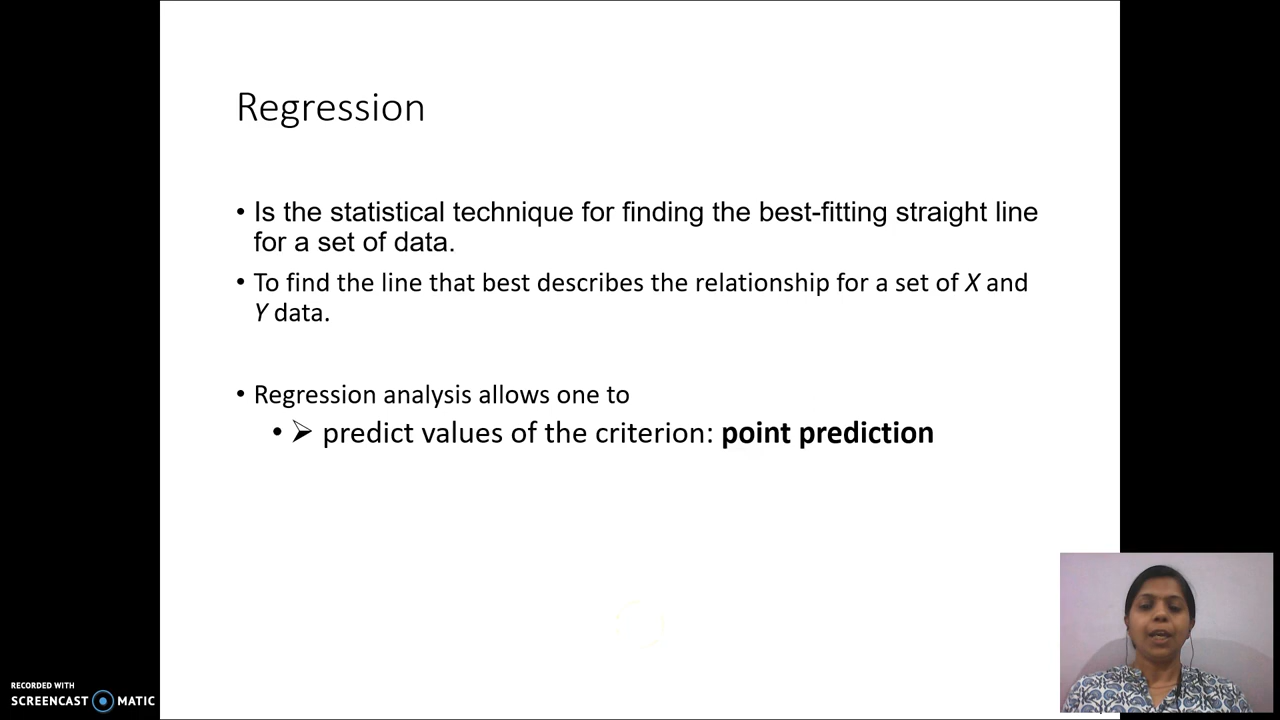 Regression
• Is the statistical technique for finding the best-fitting straight line
for a set of data.
• To find the line that best describes the relationship for a set of X and
Y data.
• Regression analysis allows one to
• ➢ predict values of the criterion: point prediction
RECORDED WITH
SCREENCAST MATIC